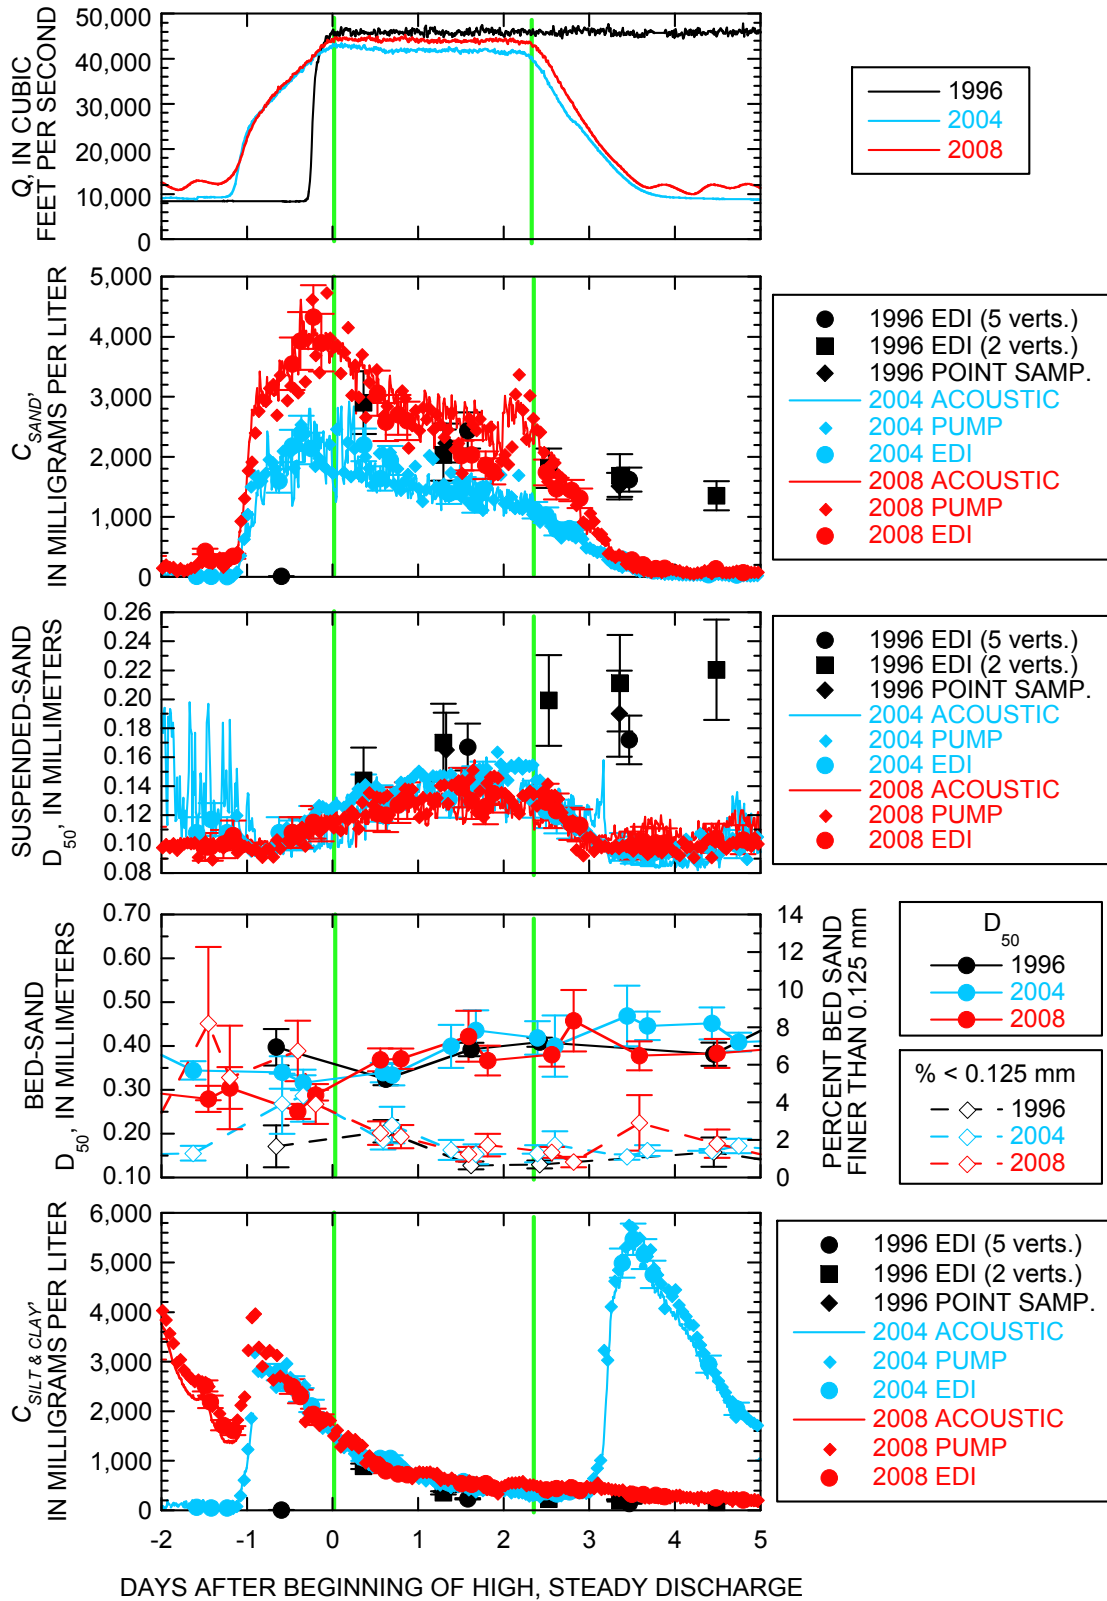 Q, IN CUBIC
FEET PER SECOND
50,000
40,000
30,000
20,000
10,000
0
1996
2004
2008
C SAND,
IN MILLIGRAMS PER LITER
5,000
4,000
3,000
2,000
1,000
0
1996 EDI (5 verts.)
1996 EDI (2 verts.)
1996 POINT SAMP.
2004 ACOUSTIC
2004 PUMP
2004 EDI
2008 ACOUSTIC
2008 PUMP
2008 EDI
SUSPENDED-SAND
D50, IN MILLIMETERS
0.26
0.24
0.22
0.20
0.18
0.16
0.14
0.12
0.10
0.08
1996 EDI (5 verts.)
1996 EDI (2 verts.)
1996 POINT SAMP.
2004 ACOUSTIC
2004 PUMP
2004 EDI
2008 ACOUSTIC
2008 PUMP
2008 EDI
BED-SAND
D50, IN MILLIMETERS
0.70
0.60
0.50
0.40
0.30
0.20
0.10
14
12
10
8
6
4
2
0
PERCENT BED SAND
FINER THAN 0.125 mm
D50
1996
2004
2008
% < 0.125 mm
1996
2004
2008
C SILT & CLAY,
IN MILLIGRAMS PER LITER
6,000
5,000
4,000
3,000
2,000
1,000
0
1996 EDI (5 verts.)
1996 EDI (2 verts.)
1996 POINT SAMP.
2004 ACOUSTIC
2004 PUMP
2004 EDI
2008 ACOUSTIC
2008 PUMP
2008 EDI
-2 -1 0 1 2 3 4 5
DAYS AFTER BEGINNING OF HIGH, STEADY DISCHARGE